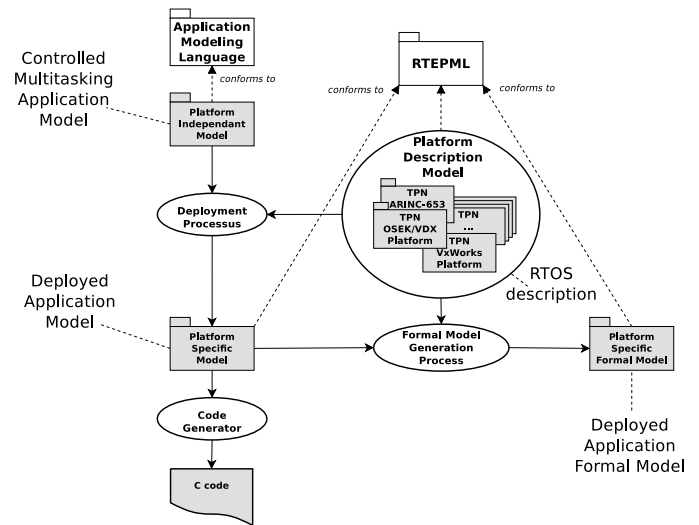 Application
Modeling
Language
RTEPML
Controlled
Multitasking
Application
Model
conforms to
conforms to
conforms to
Platform
Independant
Model
Platform
Description
Model
TPN
ARINC-653
TPN
OSEK/VDX
Platform
TPN
...
TPN
VxWorks
Platform
Deployment
Processus
RTOS
description
Deployed
Application
Model
Platform
Specific
Model
Formal Model
Generation
Process
Platform
Specific
Formal Model
Code
Generator
Deployed
Application
Formal Model
C code